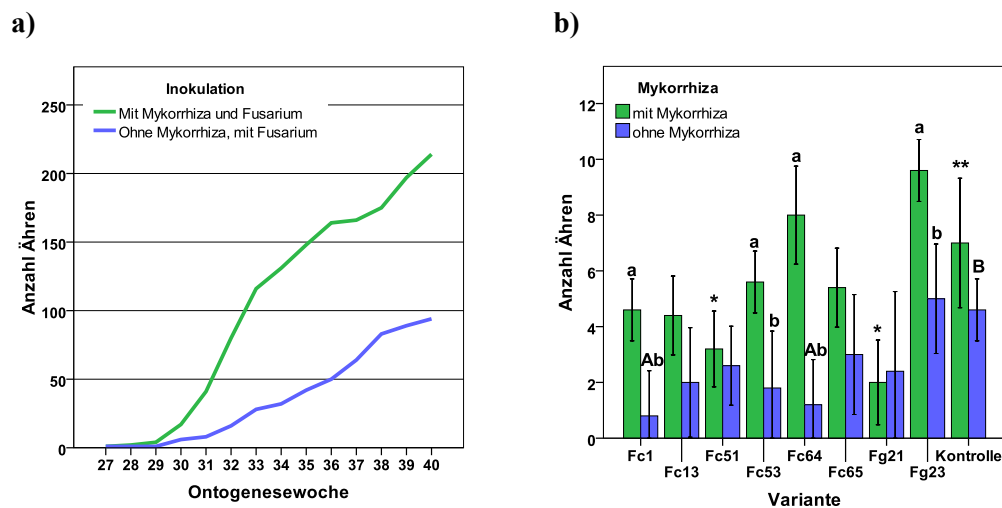 a)
Inokulation
Mit Mykorrhiza und Fusarium
Ohne Mykorrhiza, mit Fusarium
Anzahl Ähren
250
200
150
100
50
0
27 28 29 30 31 32 33 34 35 36 37 38 39 40
Ontogenesewoche
b)
Mykorrhiza
mit Mykorrhiza
ohne Mykorrhiza
Anzahl Ähren
12
10
8
6
4
2
0
a Ab * a b a Ab * a b ** B
Fc1 Fc51 Fc64 Fg21 Kontrolle
Fc13 Fc53 Fc65 Fg23
Variante